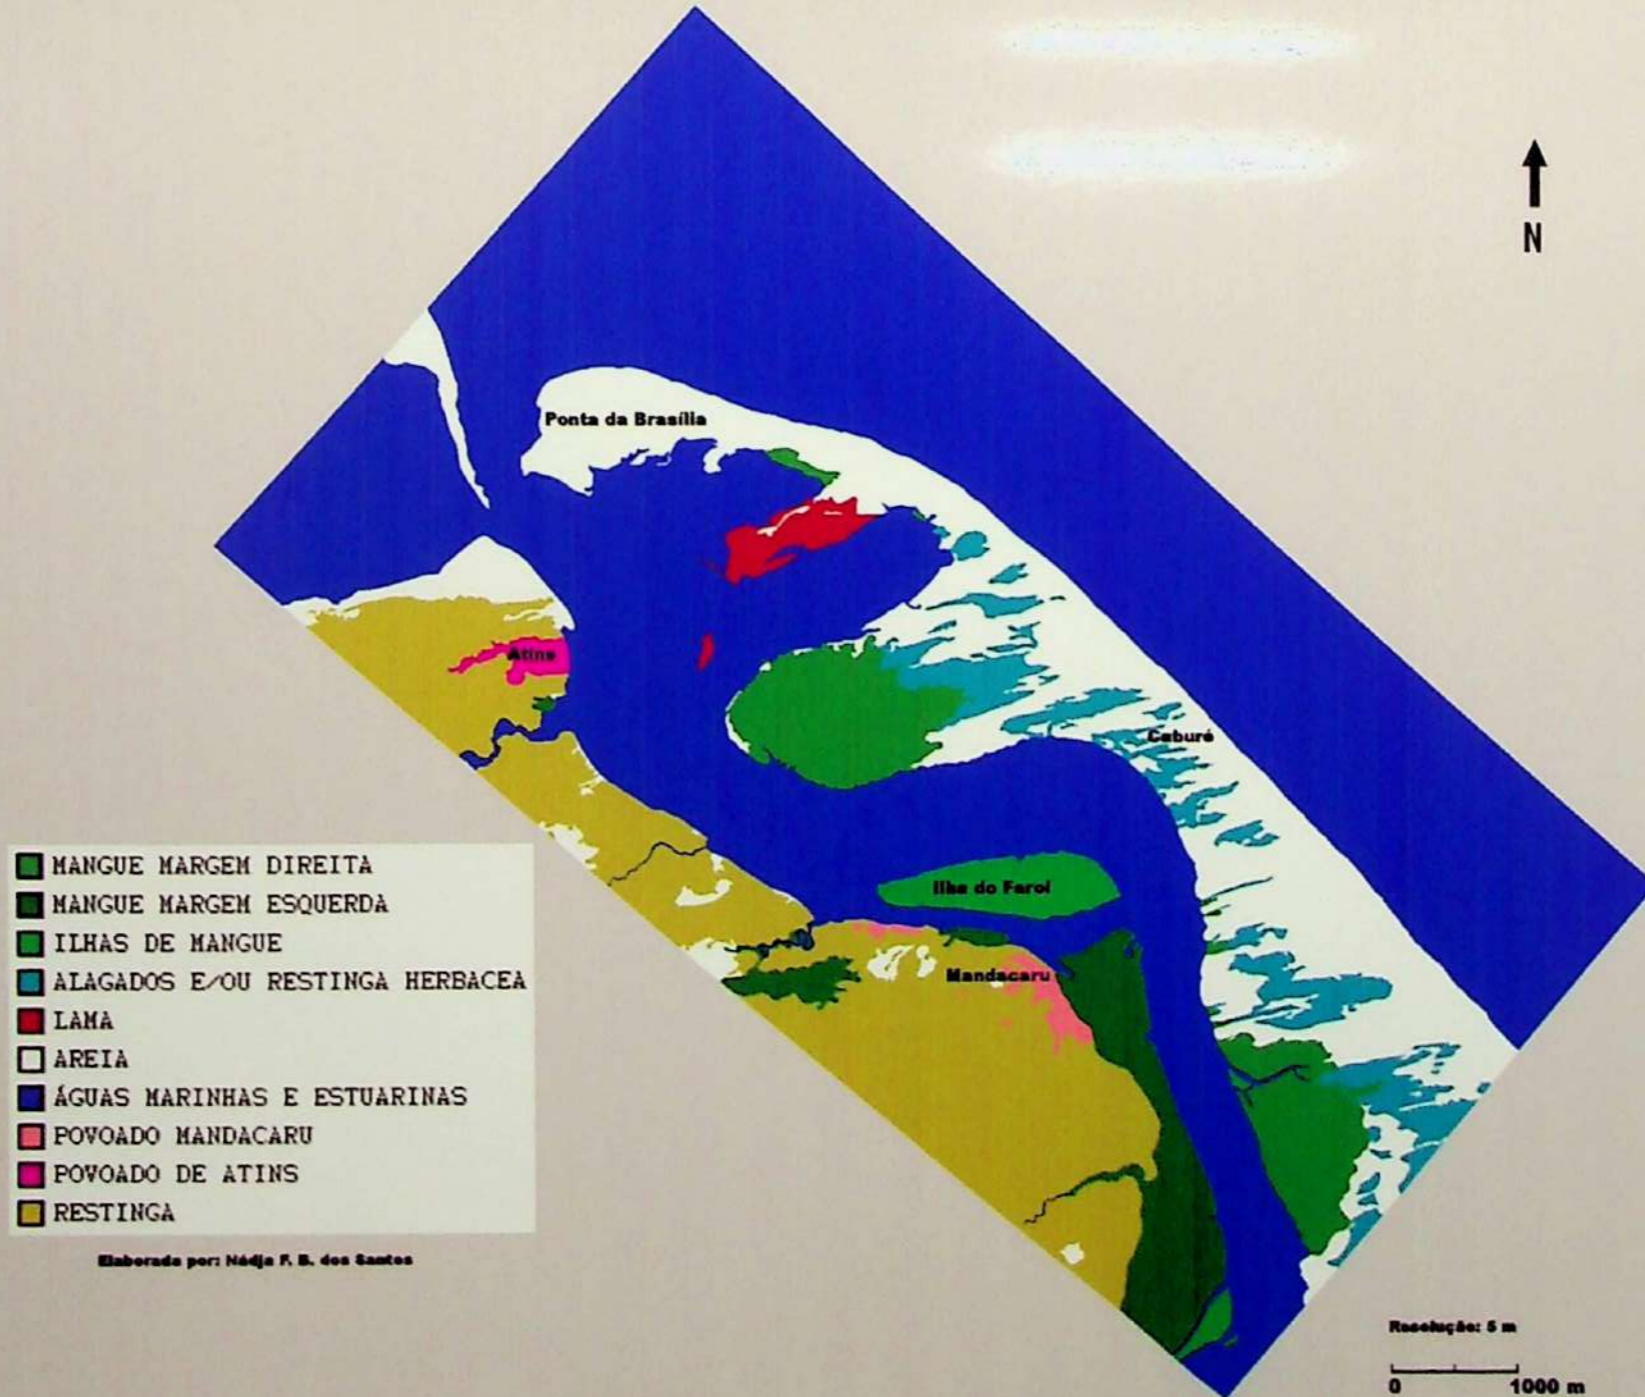 N
Ponta da Brasília
Atins
Caburé
Ilha do Farol
Mandacaru
MANGUE MARGEM DIREITA
MANGUE MARGEM ESQUERDA
ILHAS DE MANGUE
ALAGADOS E/OU RESTINGA HERBACEA
LAMA
AREIA
ÁGUAS MARINHAS E ESTUARINAS
POVOADO MANDACARU
POVOADO DE ATINS
RESTINGA
Elaborada por: Nádja F. B. dos Santos
Resolução: 5 m
0 1000 m